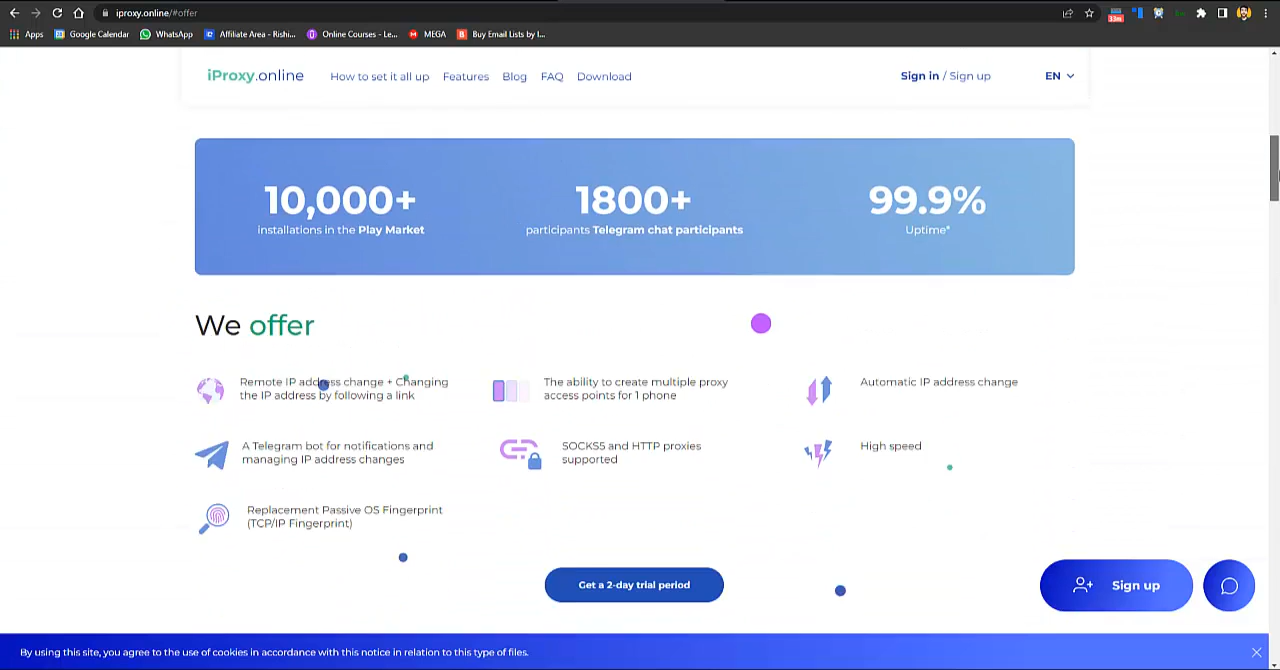 iproxy.online/#offer
13m
Apps
Google Calendar
WhatsApp
Affiliate Area - Rishi...
Online Courses - Le...
MEGA
Buy Email Lists by I...
iProxy.online
How to set it all up
Features
Blog
FAQ
Download
Sign in / Sign up
EN
10,000+
installations in the Play Market
1800+
participants Telegram chat participants
99.9%
Uptime*
We offer
Remote IP address change + Changing
the IP address by following a link
The ability to create multiple proxy
access points for 1 phone
Automatic IP address change
A Telegram bot for notifications and
managing IP address changes
SOCKS5 and HTTP proxies
supported
High speed
Replacement Passive OS Fingerprint
(TCP/IP Fingerprint)
Get a 2-day trial period
Sign up
By using this site, you agree to the use of cookies in accordance with this notice in relation to this type of files.